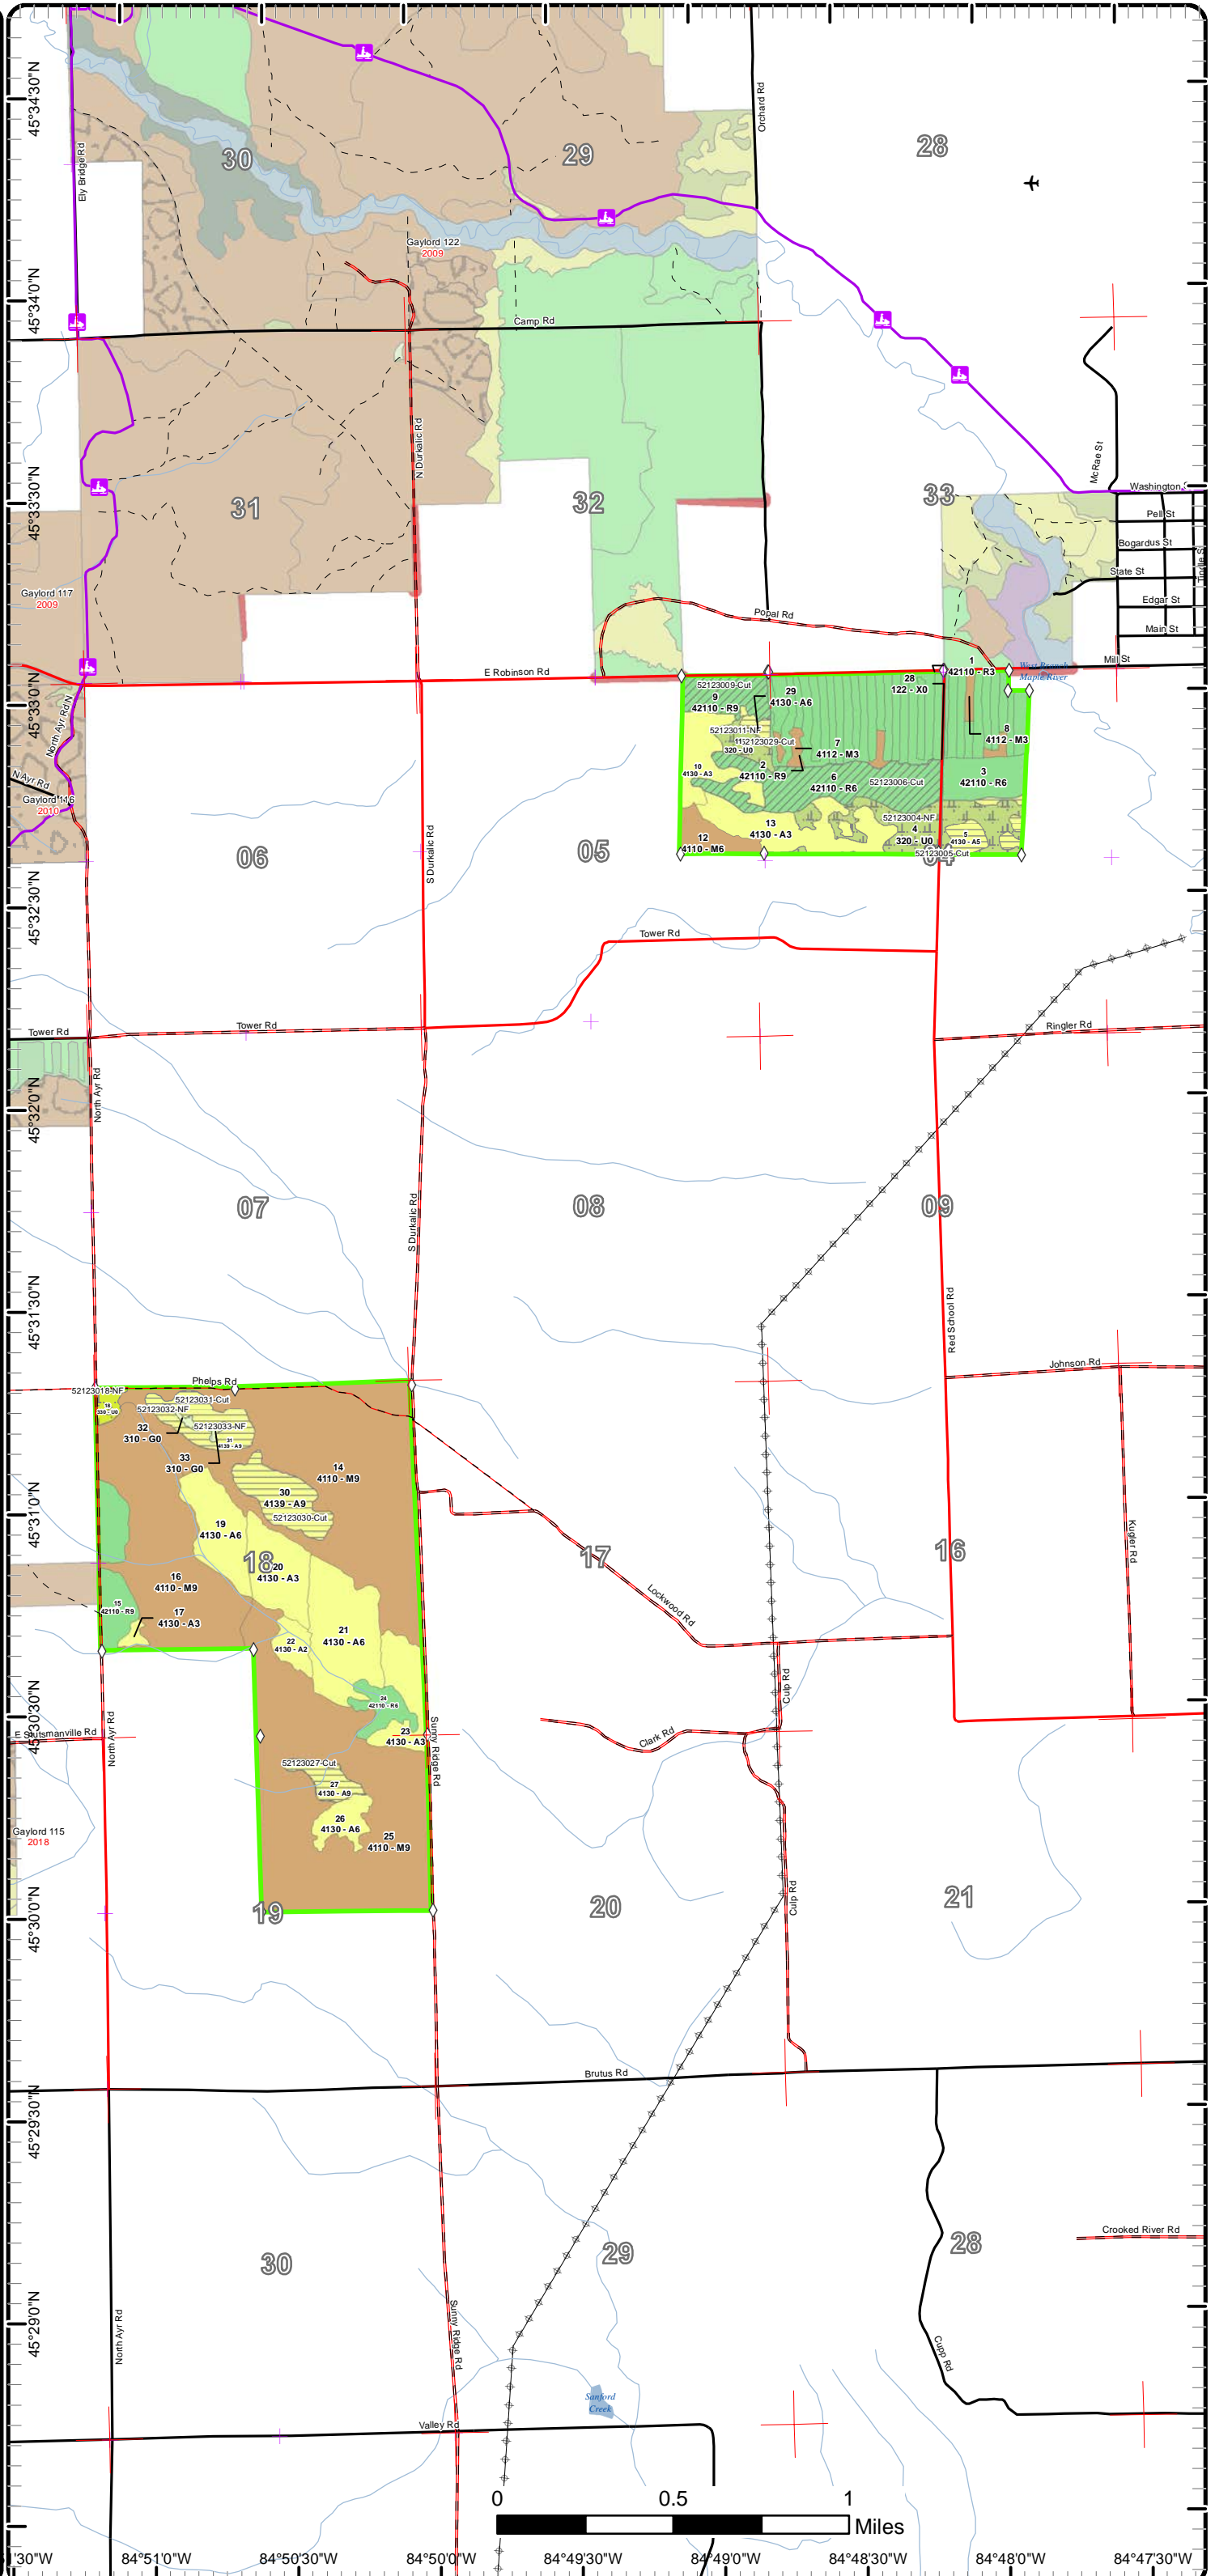 45°34'30"N
45°34'0"N
45°33'30"N
45°33'0"N
45°32'30"N
45°32'0"N
45°31'30"N
45°31'0"N
45°30'30"N
45°30'0"N
45°29'30"N
45°29'0"N
Ely Bridge Rd
Orchard Rd
30
29
28
Gaylord 122
2009
Camp Rd
N Durkalic Rd
McRae St
Washington
Pell St
Bogardus St
State St
Edgar St
Main St
Mill St
31
32
33
Gaylord 117
2009
Popal Rd
E Robinson Rd
West Branch
Maple River
North Ayr Rd N
N Ayr Rd
Gaylord 116
2010
52123009-Cut
9
42110 - R9
29
4130 - A6
28
122 - X0
1
42110 - R3
52123011-NF
11
52123029-Cut
320 - U0
7
4112 - M3
8
4112 - M3
10
4130 - A3
2
42110 - R9
6
42110 - R6
52123006-Cut
3
42110 - R6
13
4130 - A3
12
4110 - M6
52123004-NF
4
320 - U0
5
4130 - A5
52123005-Cut
04
06
05
S Durkalic Rd
Tower Rd
Tower Rd
Tower Rd
Ringler Rd
North Ayr Rd
07
08
09
S Durkalic Rd
Red School Rd
Johnson Rd
Phelps Rd
52123018-NF
18
330 - U0
52123031-Cut
52123032-NF
32
310 - G0
52123033-NF
31
4139 - A9
33
310 - G0
14
4110 - M9
30
4139 - A9
52123030-Cut
19
4130 - A6
18
20
4130 - A3
17
16
Kugler Rd
16
4110 - M9
15
42110 - R9
17
4130 - A3
Lockwood Rd
21
4130 - A6
22
4130 - A2
24
42110 - R6
23
4130 - A3
Culp Rd
Clark Rd
E Stutsmanville Rd
North Ayr Rd
Sunny Ridge Rd
52123027-Cut
27
4130 - A9
26
4130 - A6
25
4110 - M9
Gaylord 115
2018
19
20
21
Culp Rd
Brutus Rd
30
29
28
Crooked River Rd
North Ayr Rd
Sunny Ridge Rd
Cupp Rd
Sanford
Creek
Valley Rd
0
0.5
1
Miles
84°51'0"W
84°50'30"W
84°50'0"W
84°49'30"W
84°49'0"W
84°48'30"W
84°48'0"W
84°47'30"W